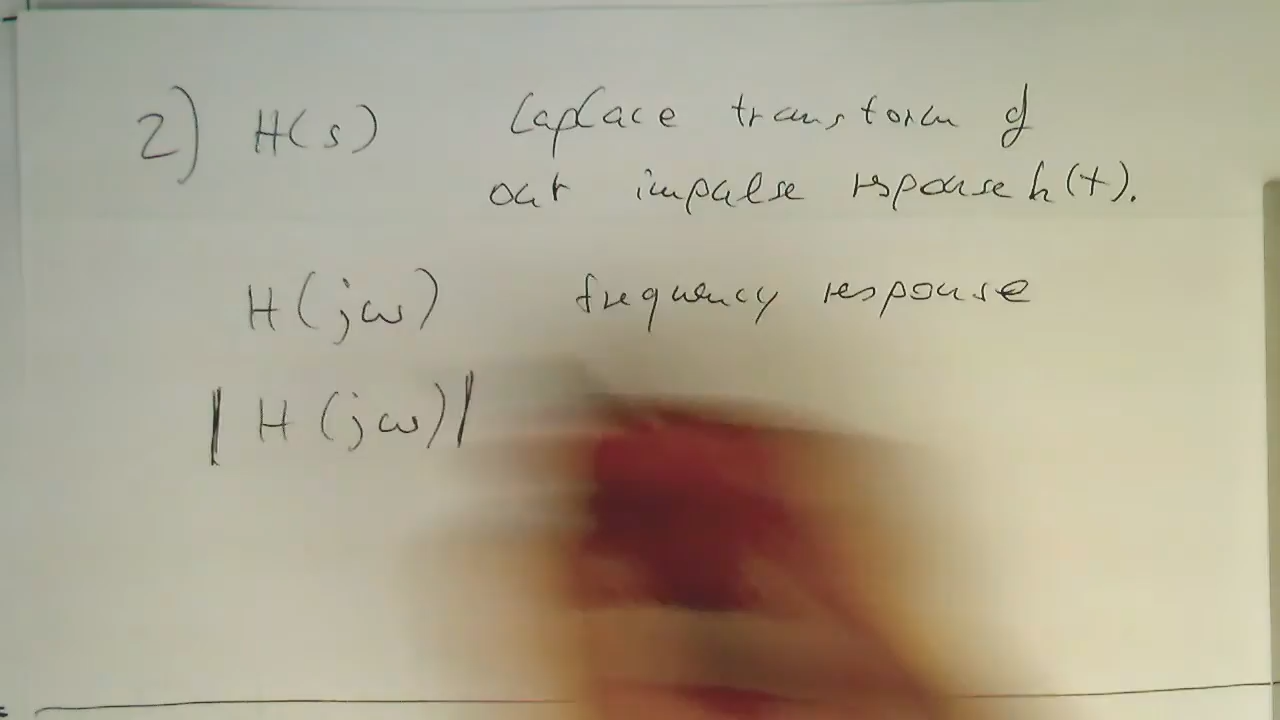 2) H(s) Laplace transform of
our impulse response h(t).
H(jω) frequency response
|H(jω)|